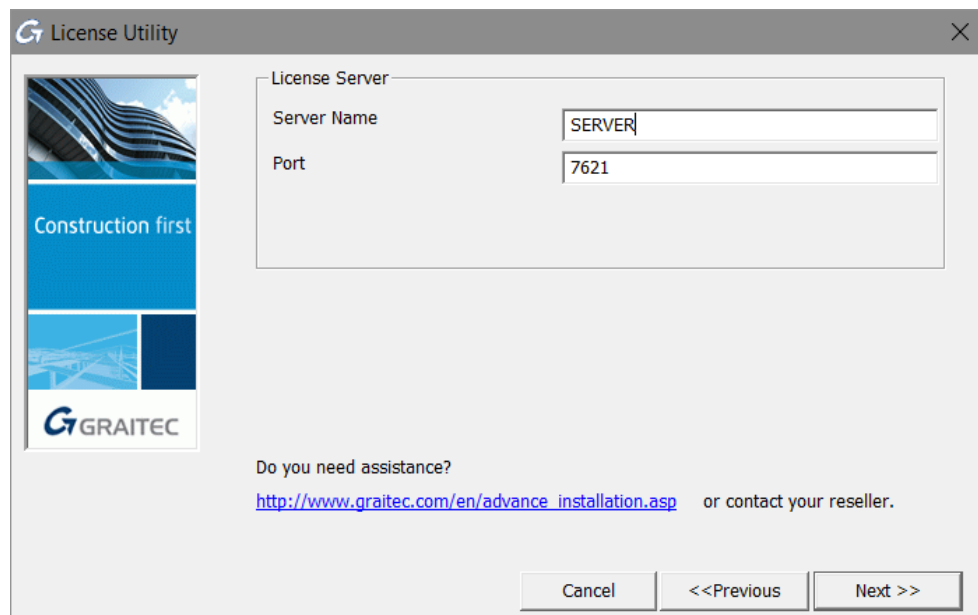 License Utility
License Server
Server Name
SERVER
Port
7621
Construction first
GRAITEC
Do you need assistance?
http://www.graitec.com/en/advance_installation.asp or contact your reseller.
Cancel
<<Previous
Next >>